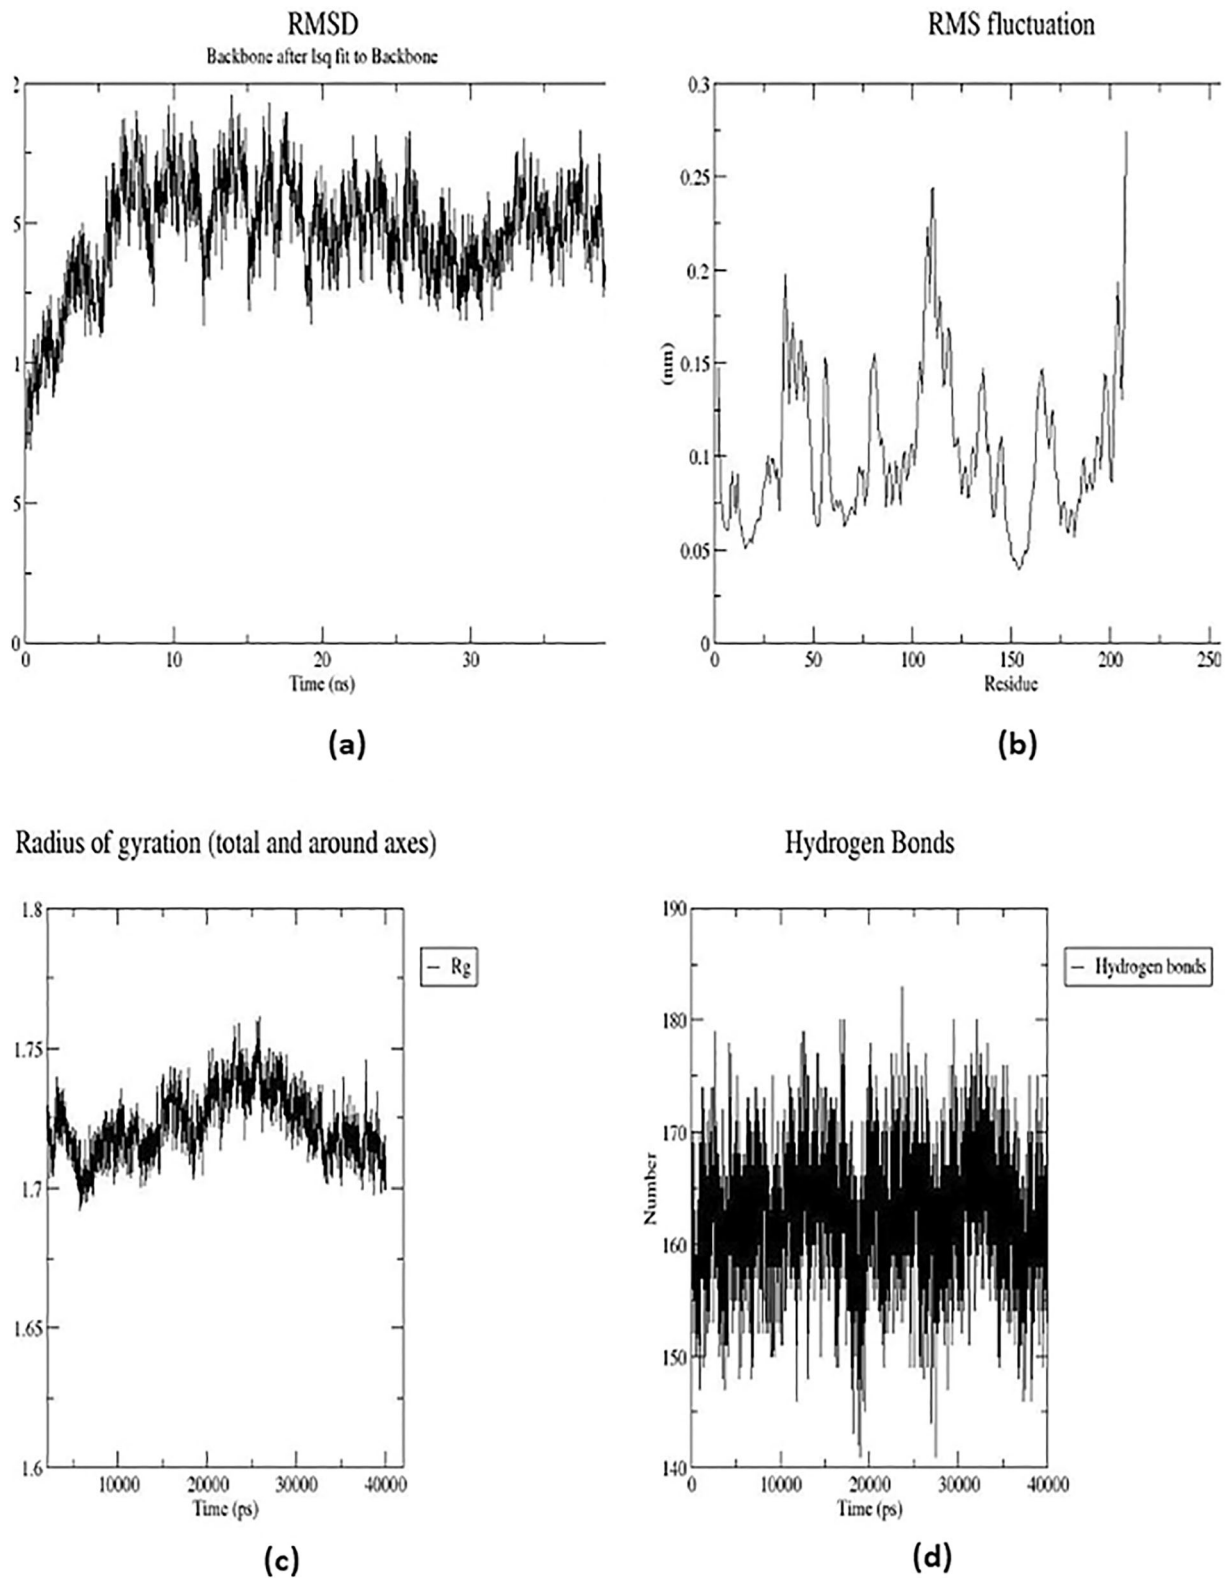 RMSD
Backbone after lsq fit to Backbone
2
5
1
5
0
0 10 20 30
Time (ns)
(a)
RMS fluctuation
0.3
0.25
0.2
0.15
0.1
0.05
0
(nm)
0 50 100 150 200 250
Residue
(b)
Radius of gyration (total and around axes)
1.8
1.75
1.7
1.65
1.6
Rg
10000 20000 30000 40000
Time (ps)
(c)
Hydrogen Bonds
190
180
170
160
150
140
Number
Hydrogen bonds
0 10000 20000 30000 40000
Time (ps)
(d)